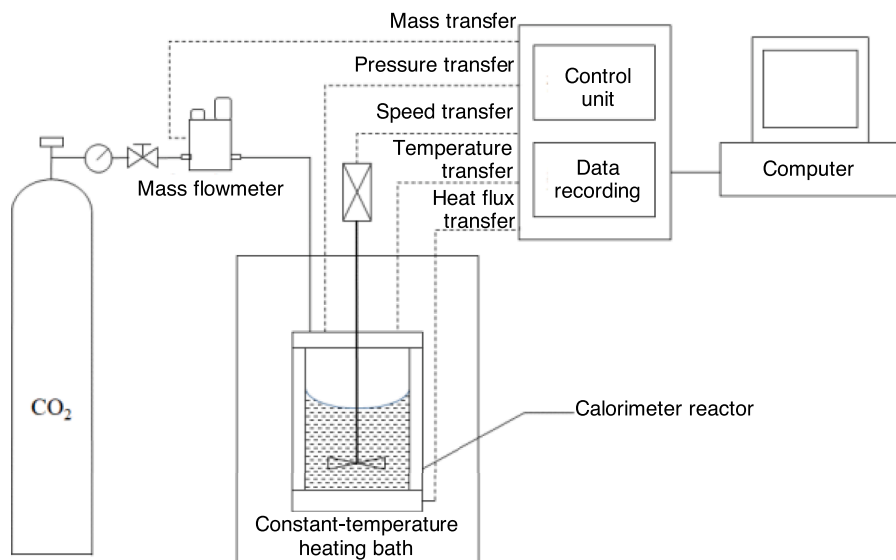 Mass transfer
Pressure transfer
Speed transfer
Temperature
transfer
Heat flux
transfer
Control
unit
Data
recording
Computer
Mass flowmeter
CO₂
Calorimeter reactor
Constant-temperature
heating bath